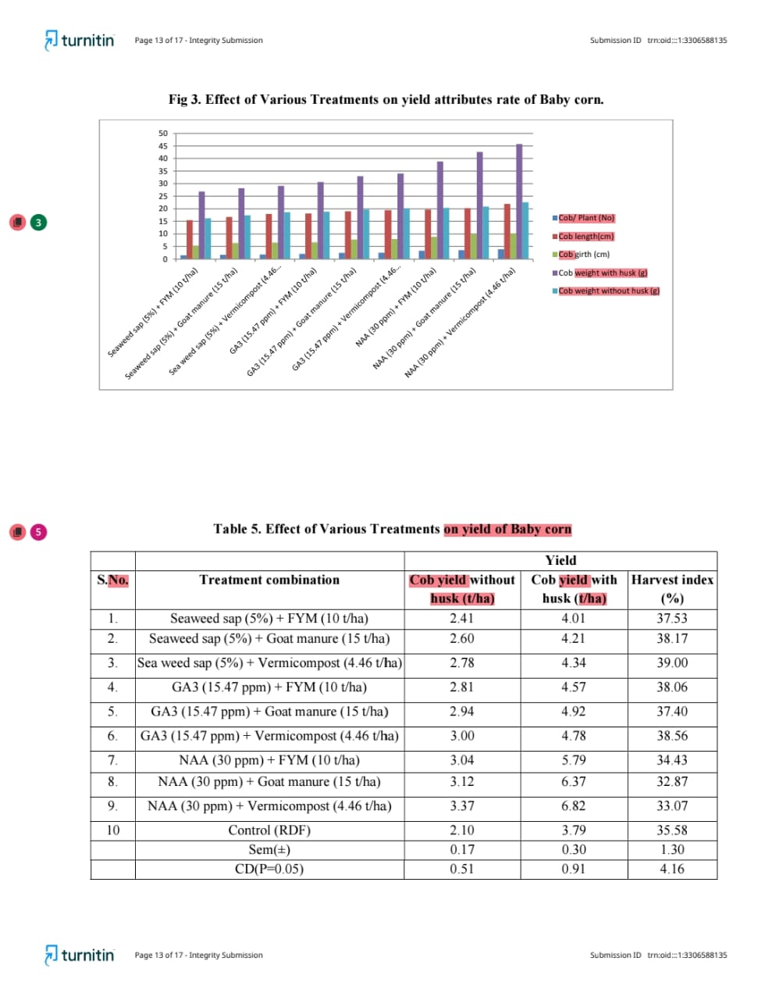 turnitin Page 13 of 17 - Integrity Submission Submission ID trn:oid:::1:3306588135
Fig 3. Effect of Various Treatments on yield attributes rate of Baby corn.
50
45
40
35
30
25
20
15
10
5
0
Seaweed sap (5%) + FYM (10 t/ha)
Seaweed sap (5%) + Goat manure (15 t/ha)
Sea weed sap (5%) + Vermicompost (4.46...
GA3 (15.47 ppm) + FYM (10 t/ha)
GA3 (15.47 ppm) + Goat manure (15 t/ha)
GA3 (15.47 ppm) + Vermicompost (4.46...
NAA (30 ppm) + FYM (10 t/ha)
NAA (30 ppm) + Goat manure (15 t/ha)
NAA (30 ppm) + Vermicompost (4.46 t/ha)
Cob/ Plant (No)
Cob length(cm)
Cob girth (cm)
Cob weight with husk (g)
Cob weight without husk (g)
3
5
Table 5. Effect of Various Treatments on yield of Baby corn
Yield
S.No. Treatment combination Cob yield without Cob yield with Harvest index
husk (t/ha) husk (t/ha) (%)
1. Seaweed sap (5%) + FYM (10 t/ha) 2.41 4.01 37.53
2. Seaweed sap (5%) + Goat manure (15 t/ha) 2.60 4.21 38.17
3. Sea weed sap (5%) + Vermicompost (4.46 t/ha) 2.78 4.34 39.00
4. GA3 (15.47 ppm) + FYM (10 t/ha) 2.81 4.57 38.06
5. GA3 (15.47 ppm) + Goat manure (15 t/ha) 2.94 4.92 37.40
6. GA3 (15.47 ppm) + Vermicompost (4.46 t/ha) 3.00 4.78 38.56
7. NAA (30 ppm) + FYM (10 t/ha) 3.04 5.79 34.43
8. NAA (30 ppm) + Goat manure (15 t/ha) 3.12 6.37 32.87
9. NAA (30 ppm) + Vermicompost (4.46 t/ha) 3.37 6.82 33.07
10 Control (RDF) 2.10 3.79 35.58
Sem(±) 0.17 0.30 1.30
CD(P=0.05) 0.51 0.91 4.16
turnitin Page 13 of 17 - Integrity Submission Submission ID trn:oid:::1:3306588135